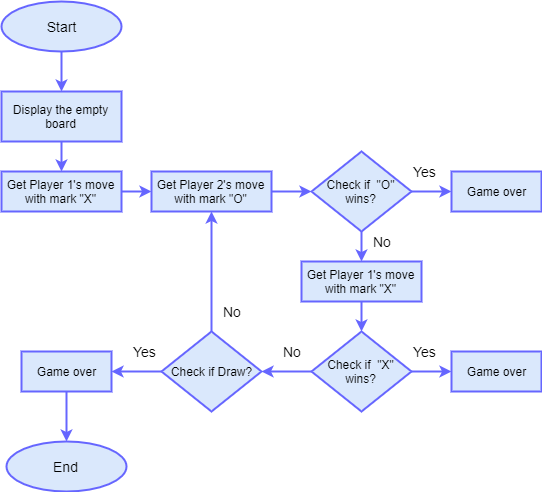 Start
Display the empty
board
Get Player 1's move
with mark "X"
Get Player 2's move
with mark "O"
Check if "O"
wins?
Yes
Game over
No
Get Player 1's move
with mark "X"
Check if "X"
wins?
Yes
Game over
No
Check if Draw?
No
Yes
Game over
End